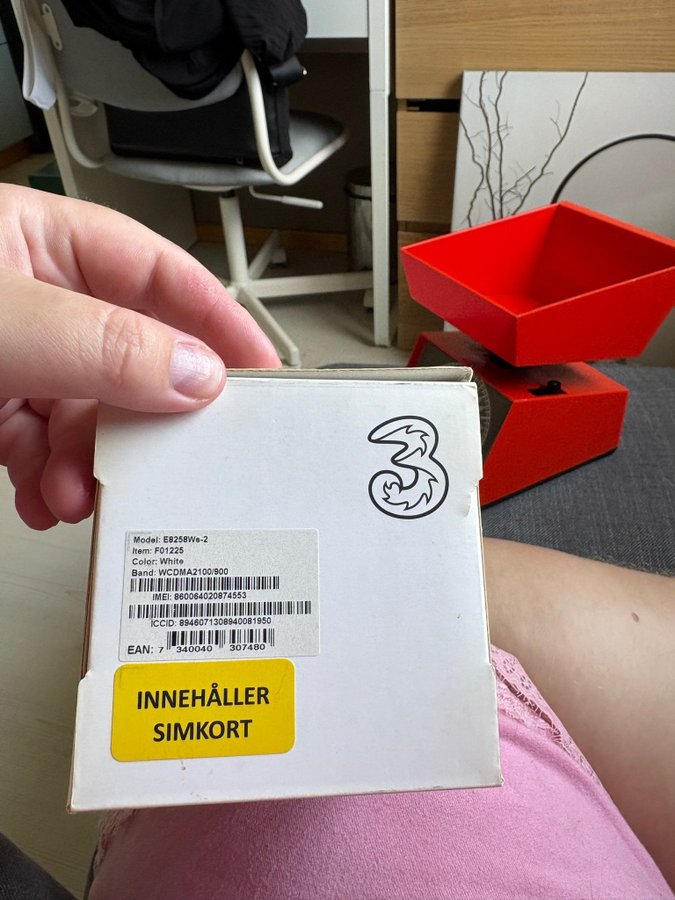 3
Model: E8258Ws-2
Item: F01225
Color: White
Band: WCDMA2100/900
IMEI: 860064020874553
ICCID: 8946071308940081950
EAN: 7 340040 307480
INNEHÅLLER
SIMKORT